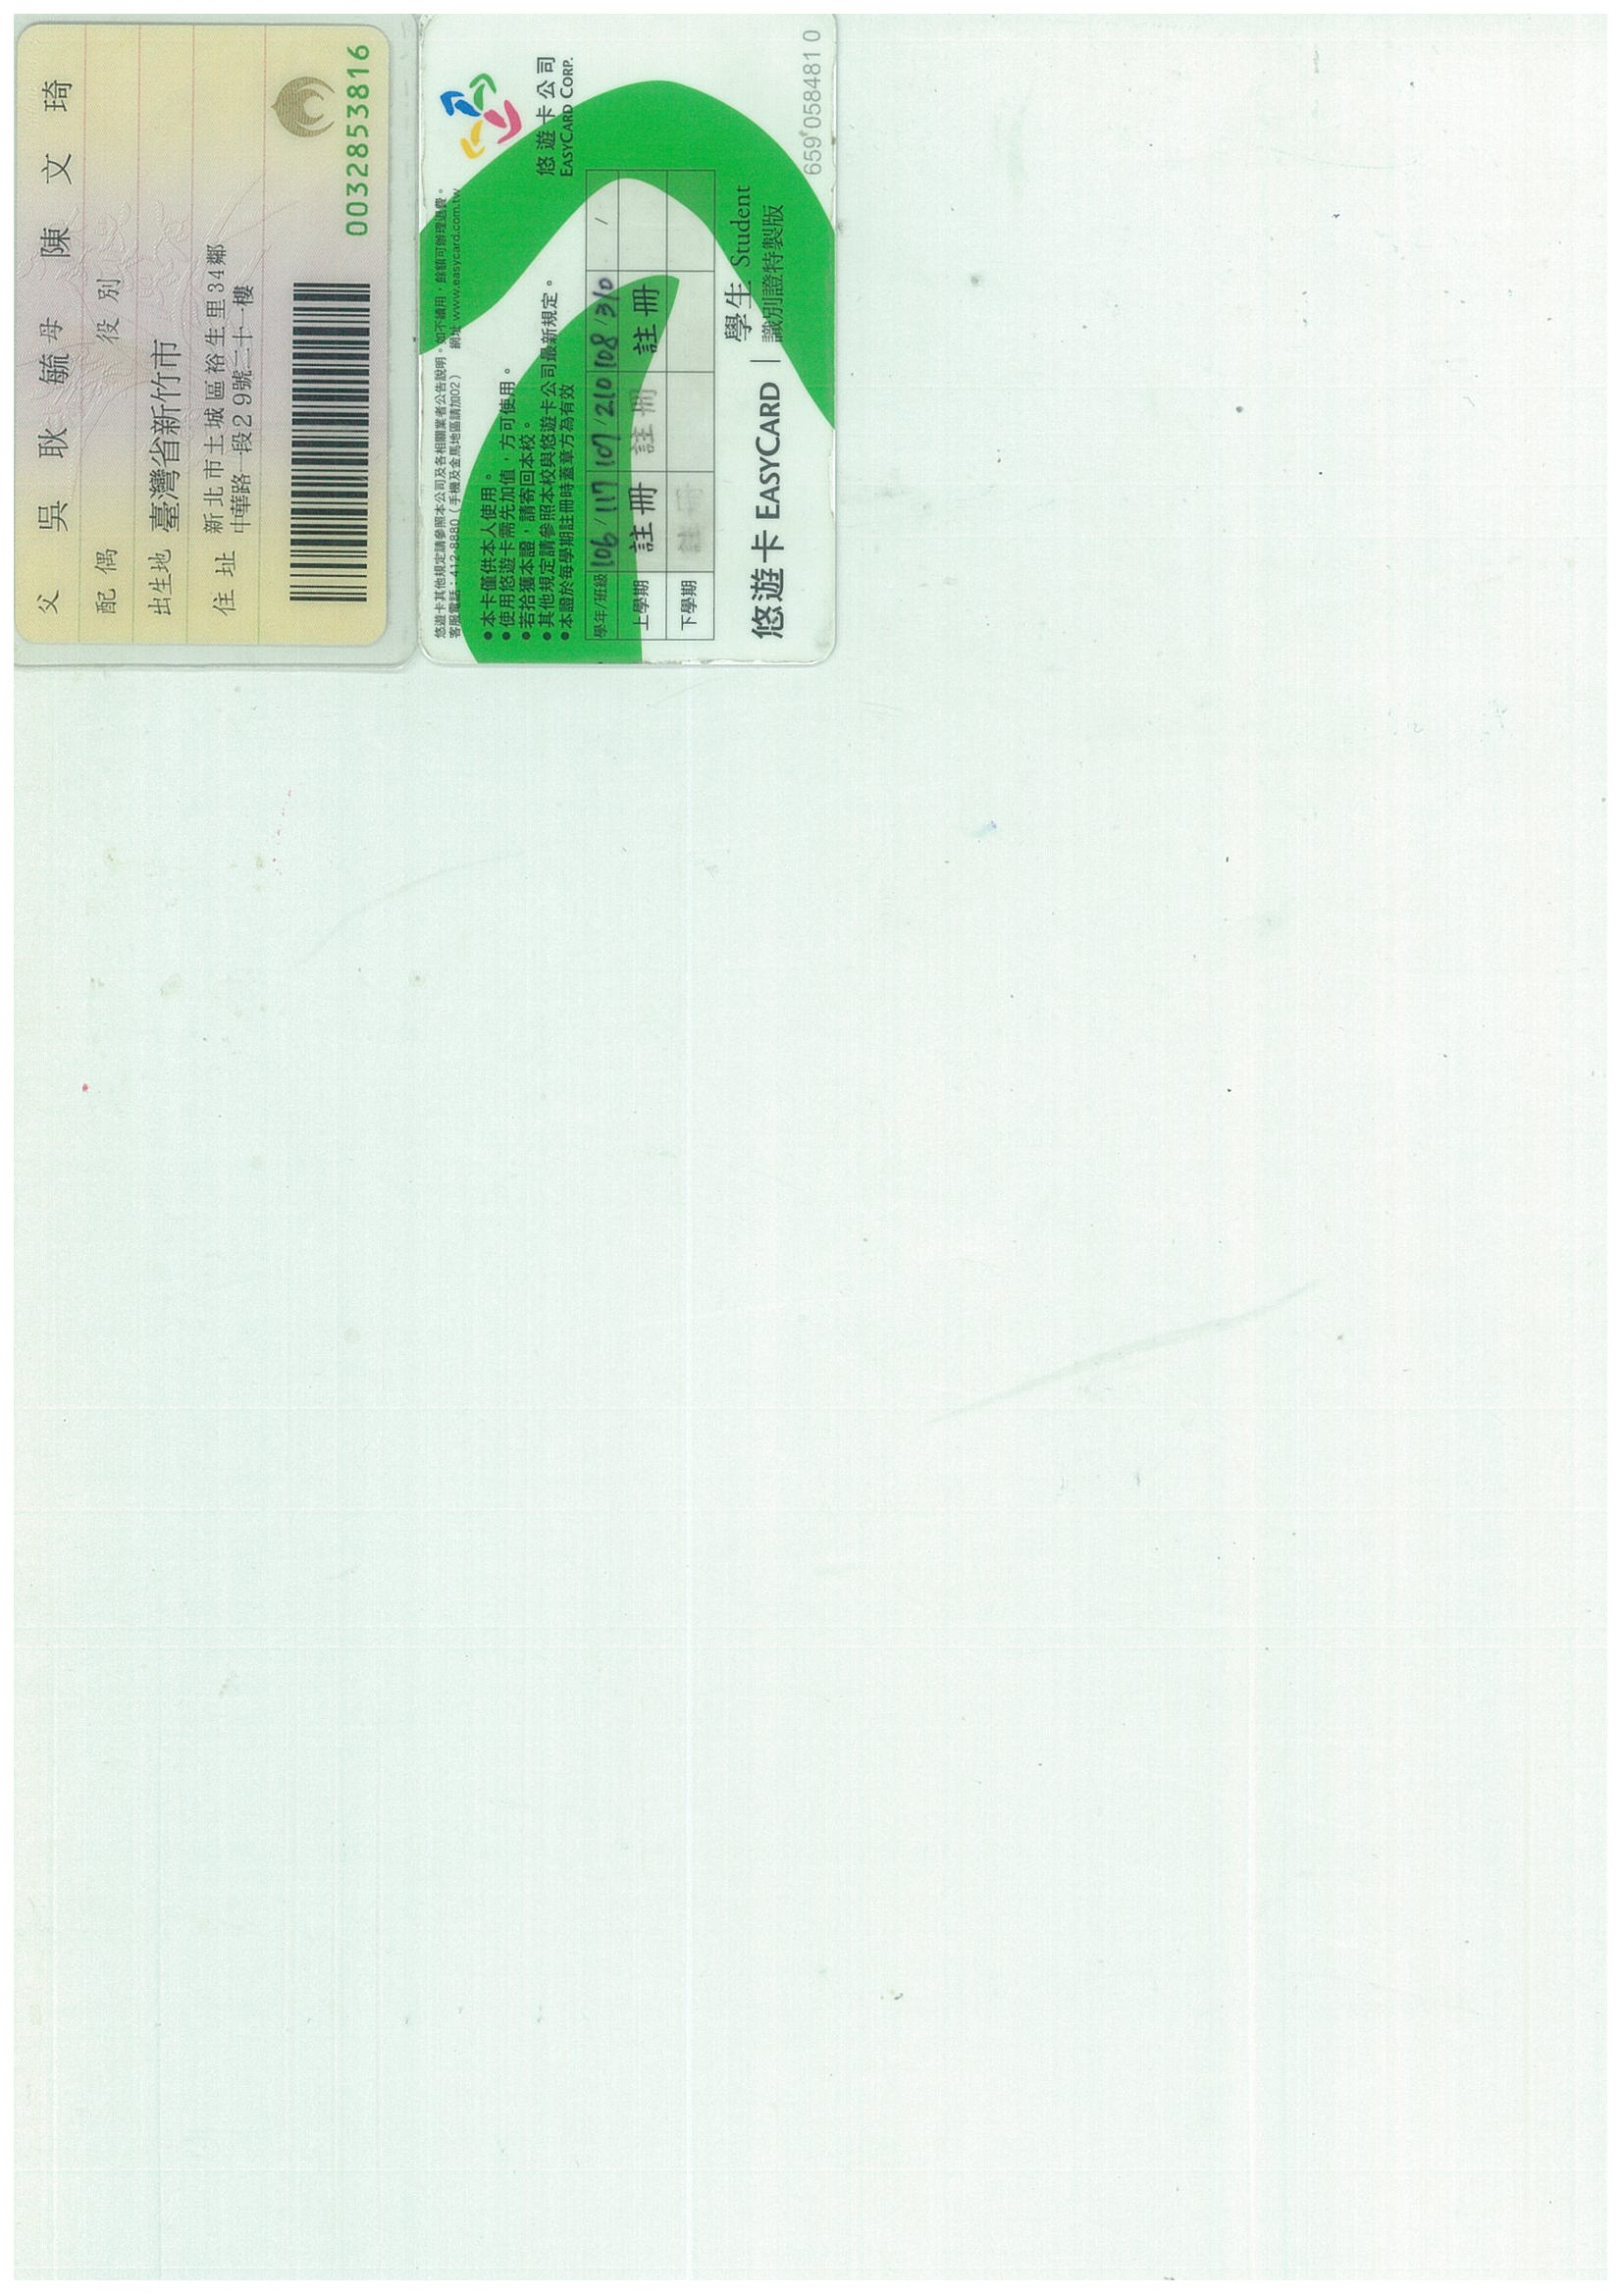 父 吳耿毓 母 陳文琦
配偶 役別
出生地 臺灣省新竹市
住址 新北市土城區裕生里34鄰
中華路一段29號二十一樓
0032853816
悠遊卡公司
EASYCARD CORP.
悠遊卡其他規定請參照本公司及各相關業者公告說明。如不續用，餘額可辦理退費。
客服電話：412-8880（手機及金馬地區請加02） 網址 www.easycard.com.tw
●本卡僅供本人使用。
●使用悠遊卡需先加值，方可使用。
●若拾獲本證，請寄回本校。
●其他規定請參照本校與悠遊卡公司最新規定。
●本證於每學期註冊時蓋章方為有效
學年/班級 106/117 107/210 108/310 /
上學期 註冊 註冊 註冊
下學期 註冊
悠遊卡 EASYCARD | 學生 Student
識別證特製版
659 0584810